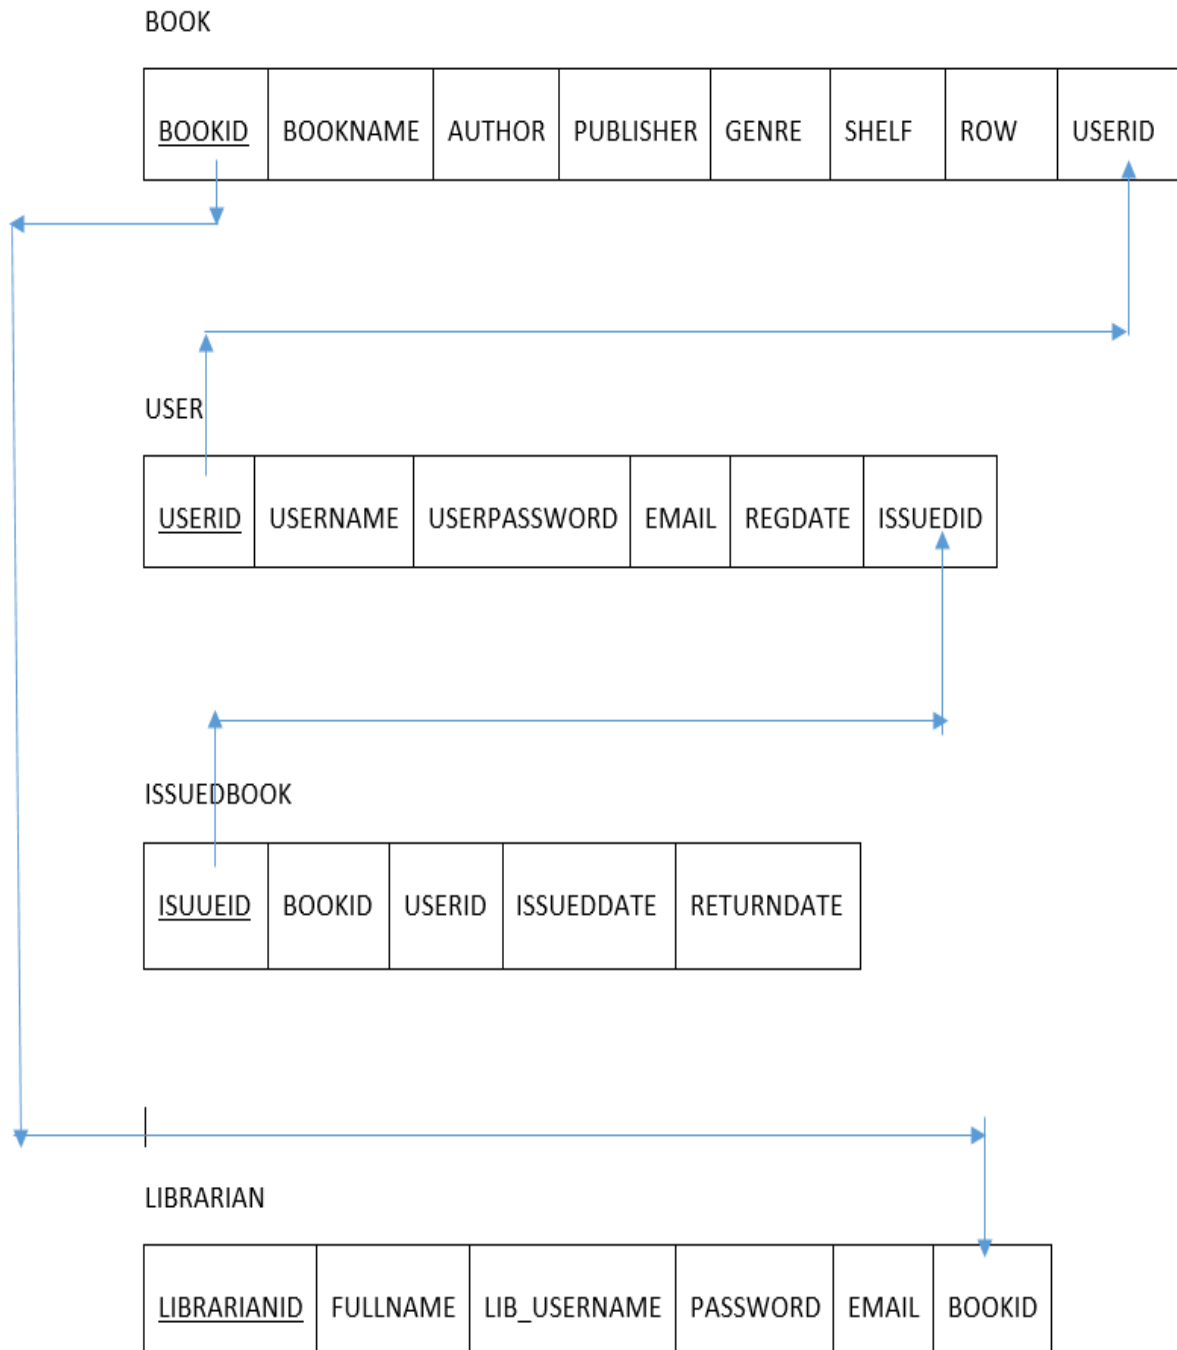 BOOK
BOOKID BOOKNAME AUTHOR PUBLISHER GENRE SHELF ROW USERID
USER
USERID USERNAME USERPASSWORD EMAIL REGDATE ISSUEDID
ISSUEDBOOK
ISUUEID BOOKID USERID ISSUEDDATE RETURNDATE
LIBRARIAN
LIBRARIANID FULLNAME LIB_USERNAME PASSWORD EMAIL BOOKID